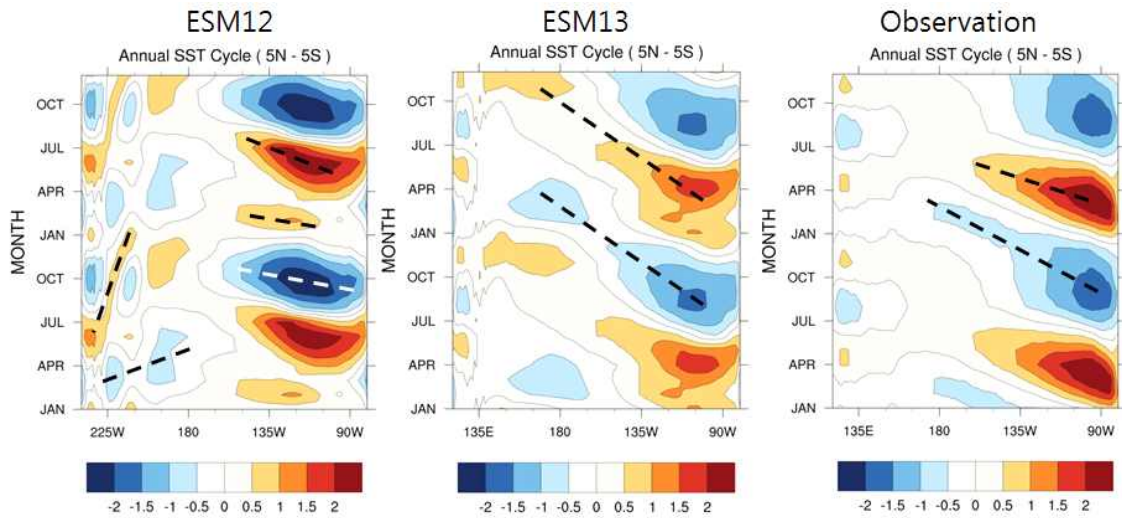 ESM12
Annual SST Cycle ( 5N - 5S )
MONTH
OCT
JUL
APR
JAN
OCT
JUL
APR
JAN
225W 180 135W 90W
-2 -1.5 -1 -0.5 0 0.5 1 1.5 2
ESM13
Annual SST Cycle ( 5N - 5S )
MONTH
OCT
JUL
APR
JAN
OCT
JUL
APR
JAN
135E 180 135W 90W
-2 -1.5 -1 -0.5 0 0.5 1 1.5 2
Observation
Annual SST Cycle ( 5N - 5S )
MONTH
OCT
JUL
APR
JAN
OCT
JUL
APR
JAN
135E 180 135W 90W
-2 -1.5 -1 -0.5 0 0.5 1 1.5 2